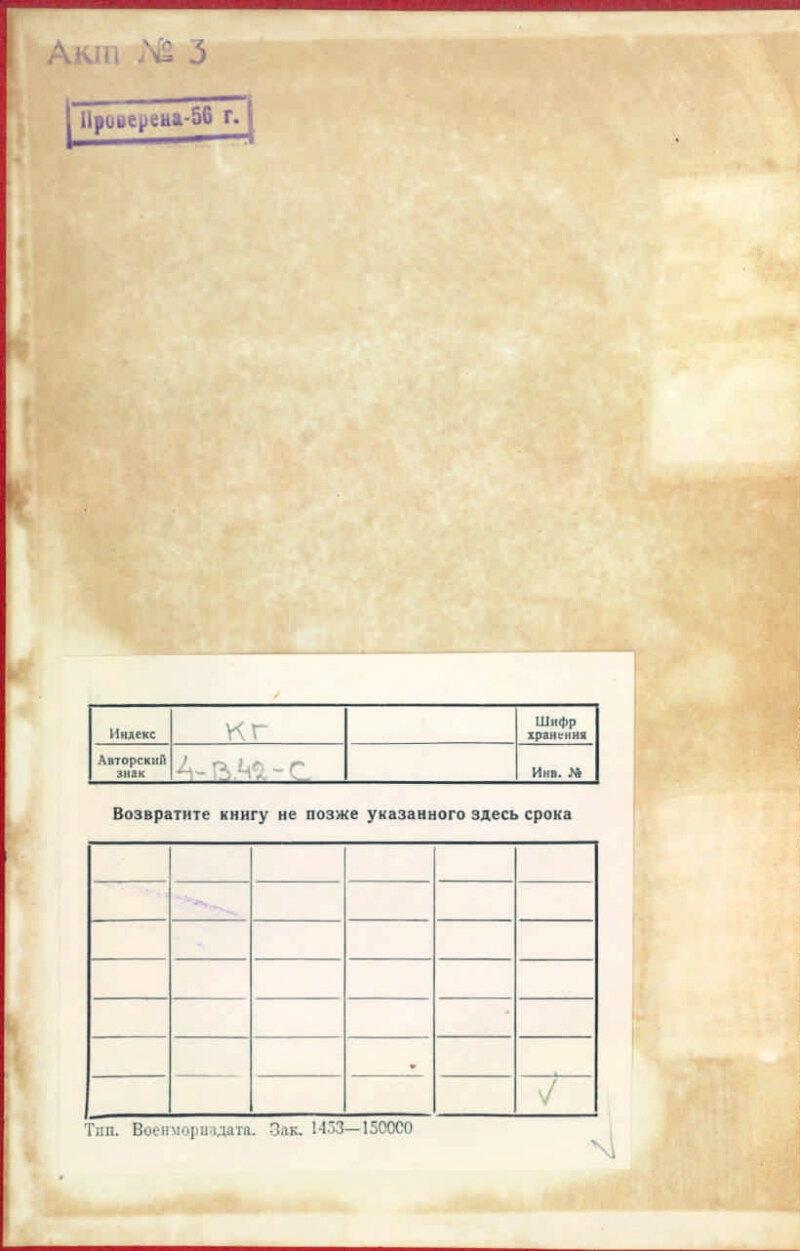 Акт № 3
Проверена-56 г.
Индекс КГ Шифр хранения
Авторский знак 4-В42-С Инв. №
Возвратите книгу не позже указанного здесь срока
Тип. Военмориздата. Зак. 1453—150000